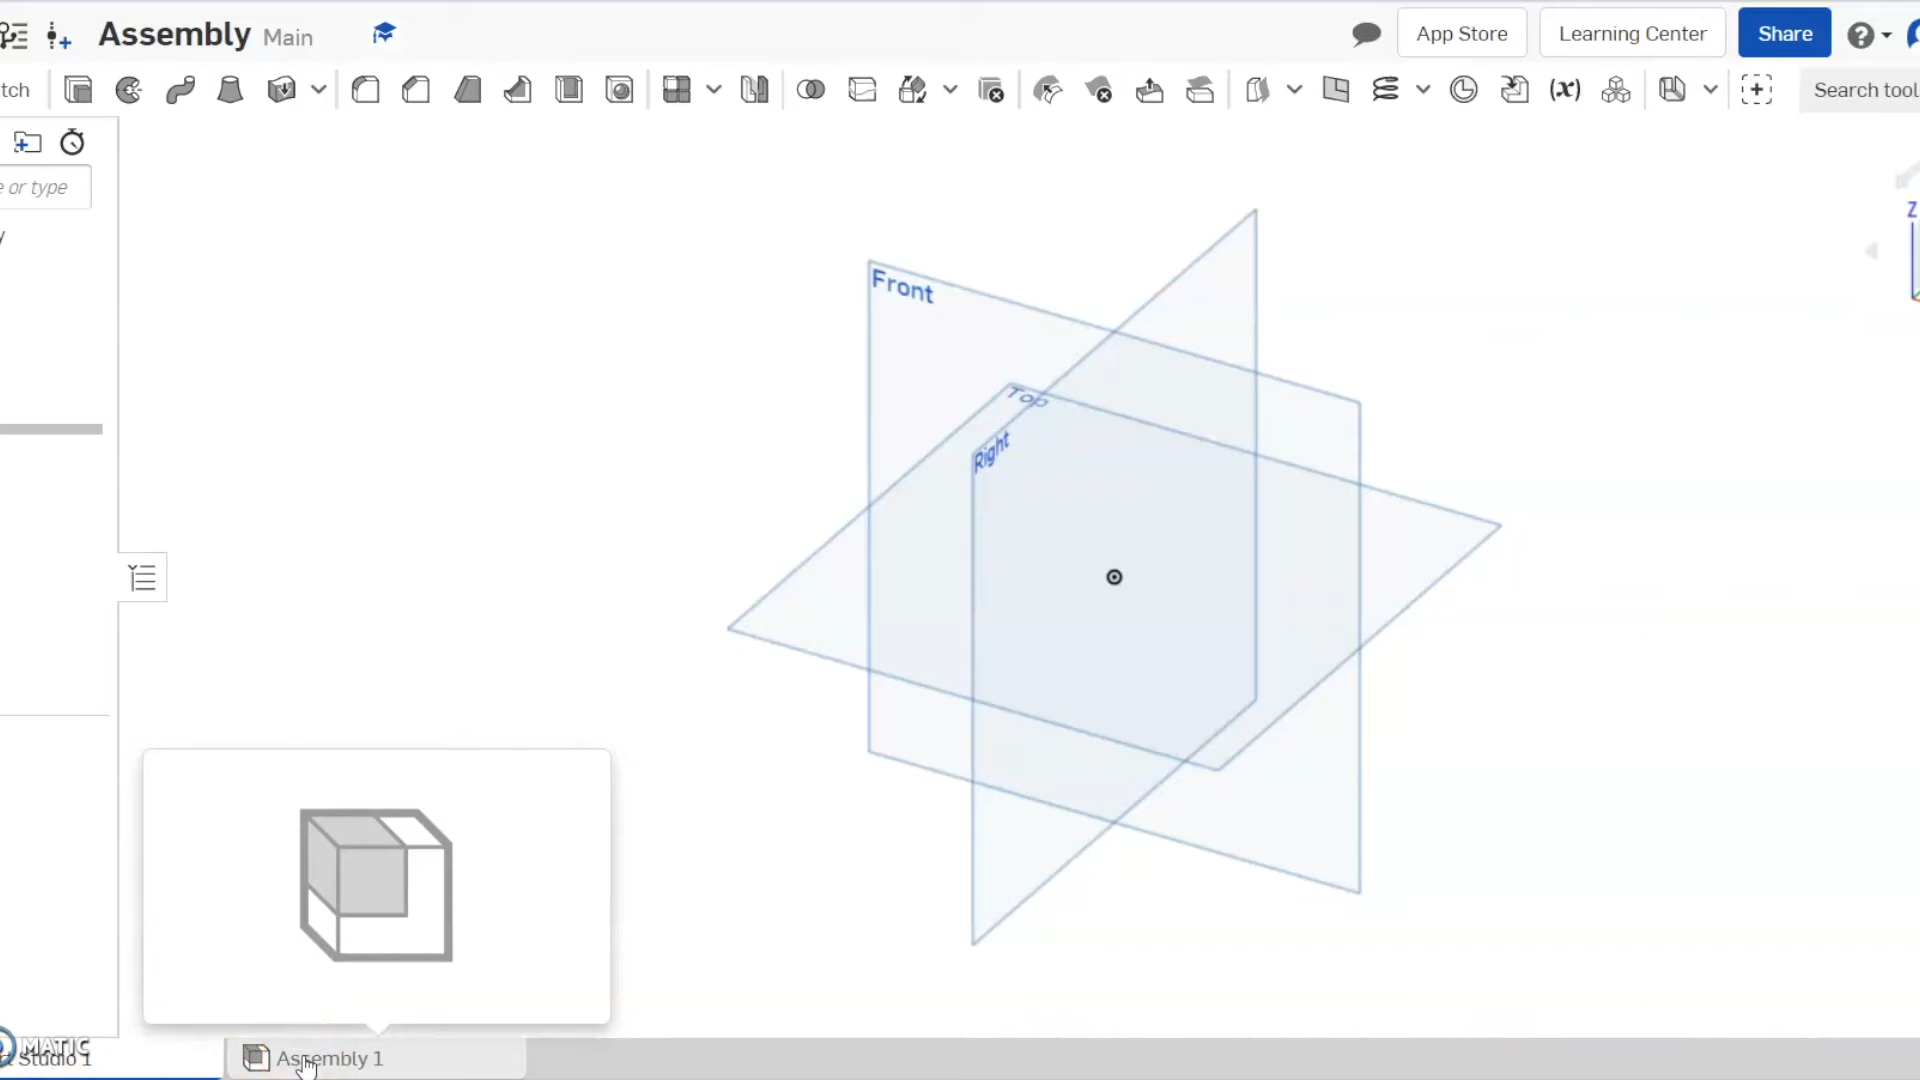 Assembly Main
App Store
Learning Center
Share
tch
(x)
Search tool
e or type
y
Z
Front
Top
Right
MATIC
t Studio 1
Assembly 1